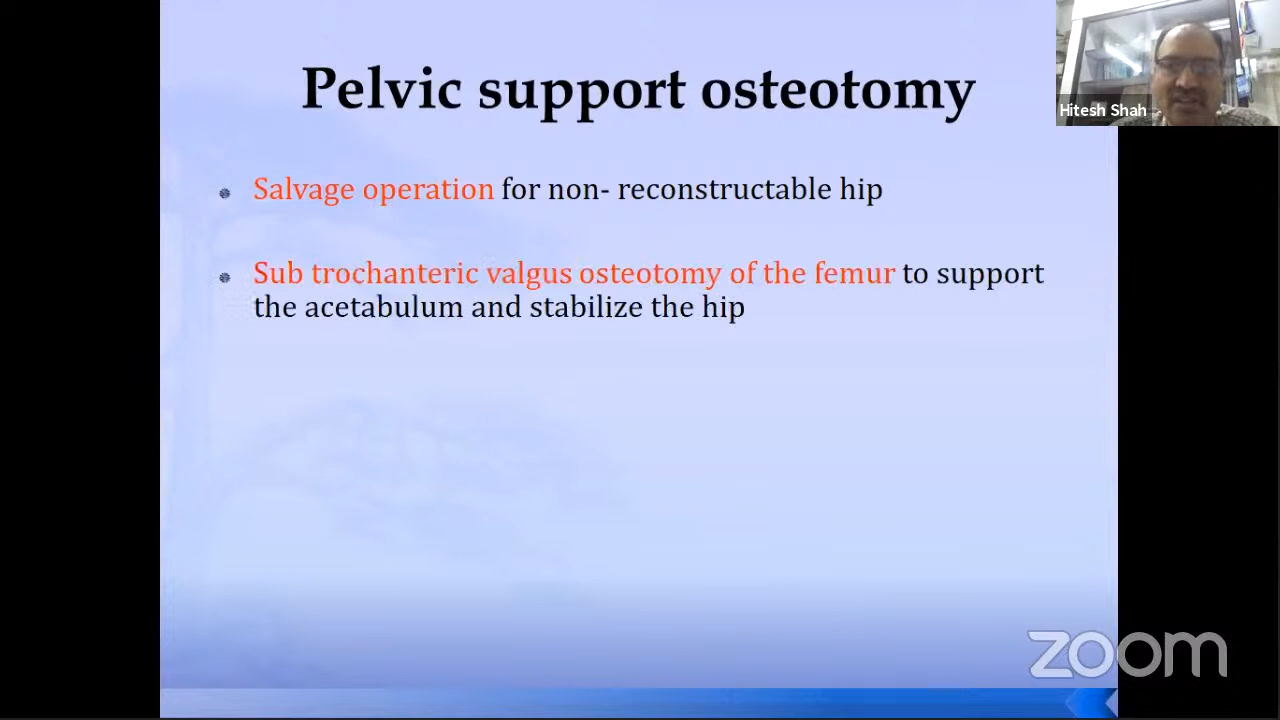 Pelvic support osteotomy
Hitesh Shah
Salvage operation for non- reconstructable hip
Sub trochanteric valgus osteotomy of the femur to support
the acetabulum and stabilize the hip
zoom